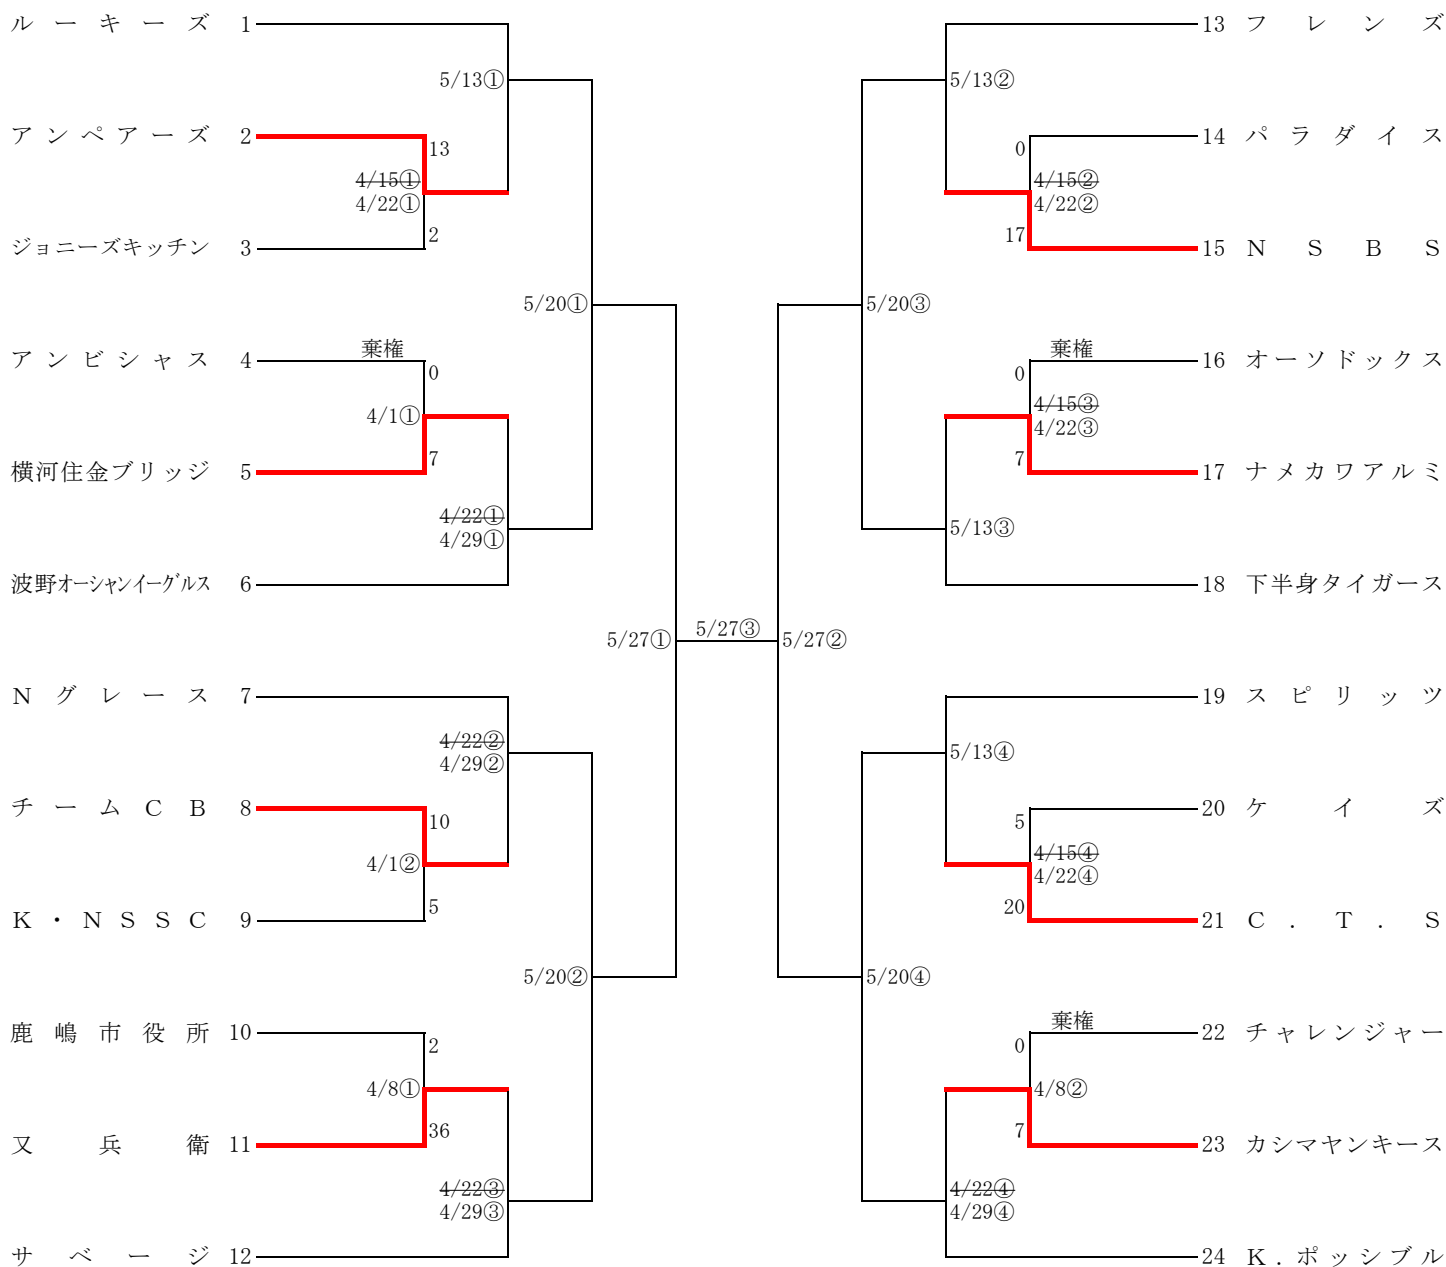 ルーキーズ 1
5/13①
アンペアーズ 2
13
4/15①
4/22①
2
ジョニーズキッチン 3
5/20①
アンビシャス 4
棄権
0
4/1①
7
横河住金ブリッジ 5
4/22①
4/29①
波野オーシャンイーグルス 6
5/27①
5/27③
5/27②
Nグレース 7
4/22②
4/29②
チームCB 8
10
4/1②
5
K・NSSC 9
5/20②
鹿嶋市役所 10
2
4/8①
36
又兵衛 11
4/22③
4/29③
サベージ 12
13 フレンズ
5/13②
14 パラダイス
0
4/15②
4/22②
17
15 NSBS
5/20③
16 オーソドックス
棄権
0
4/15③
4/22③
7
17 ナメカワアルミ
5/13③
18 下半身タイガース
19 スピリッツ
5/13④
20 ケイズ
5
4/15④
4/22④
20
21 C.T.S
5/20④
22 チャレンジャー
棄権
0
4/8②
7
23 カシマヤンキース
4/22④
4/29④
24 K.ポッシブル